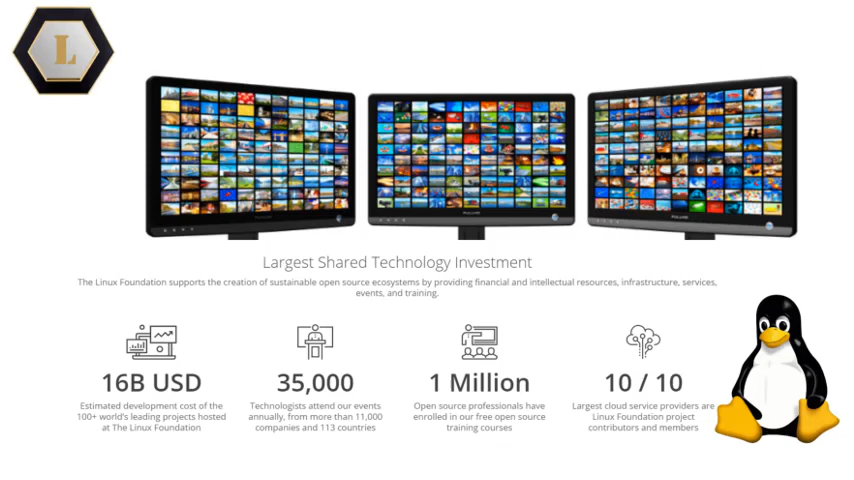 L
Largest Shared Technology Investment
The Linux Foundation supports the creation of sustainable open source ecosystems by providing financial and intellectual resources, infrastructure, services,
events, and training.
16B USD
Estimated development cost of the
100+ world's leading projects hosted
at The Linux Foundation
35,000
Technologists attend our events
annually, from more than 11,000
companies and 113 countries
1 Million
Open source professionals have
enrolled in our free open source
training courses
10 / 10
Largest cloud service providers are
Linux Foundation project
contributors and members